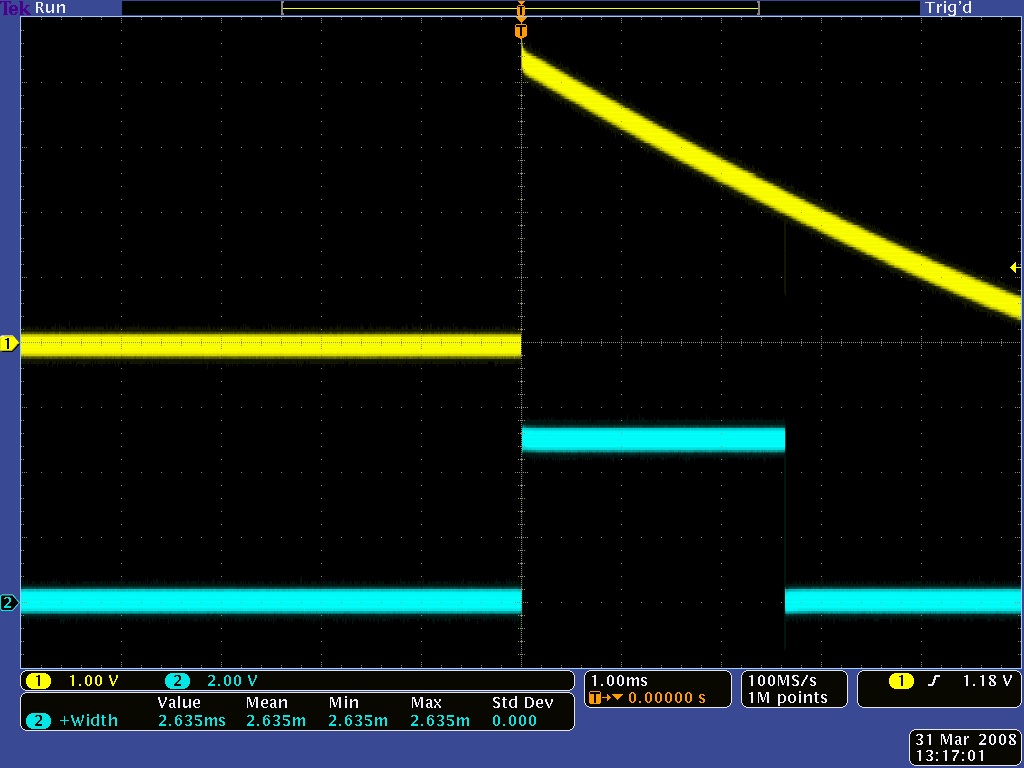 Tek Run Trig'd
T
T
1
2
1 1.00 V 2 2.00 V 1.00ms 100MS/s 1 1.18 V
T 0.00000 s 1M points
Value Mean Min Max Std Dev
2 +Width 2.635ms 2.635m 2.635m 2.635m 0.000
31 Mar 2008
13:17:01